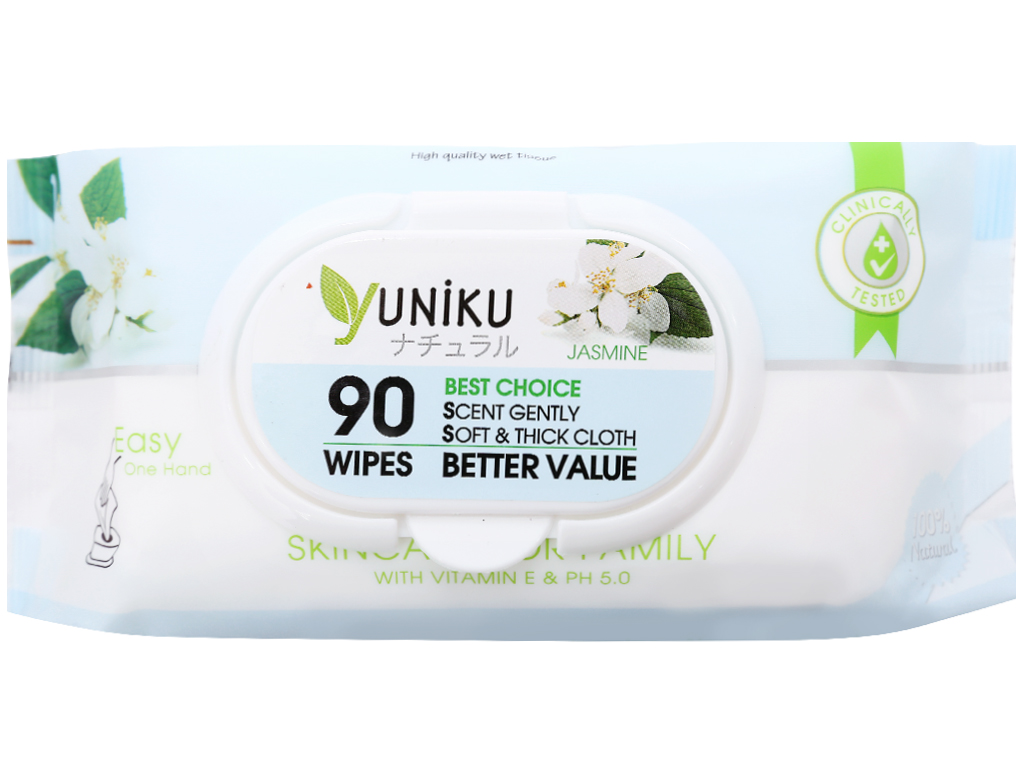 High quality wet tissue
CLINICALLY
TESTED
YUNiKU
ナチュラル
JASMINE
90
WIPES
BEST CHOICE
SCENT GENTLY
SOFT & THICK CLOTH
BETTER VALUE
Easy
One Hand
100%
Natural
FAMILY
WITH VITAMIN E & PH 5.0